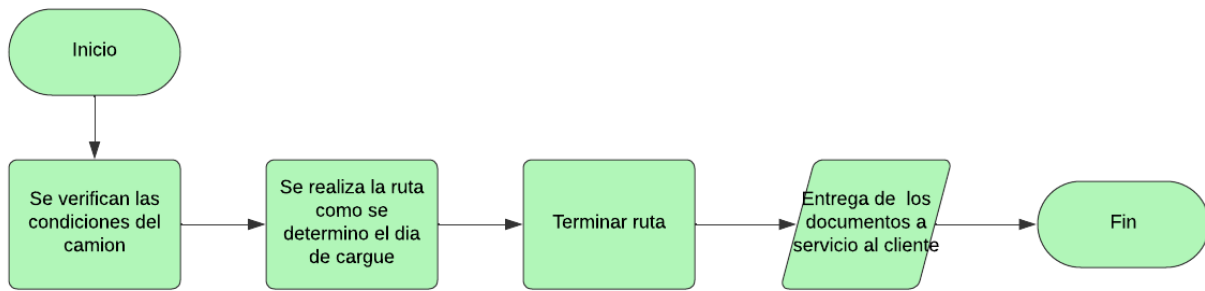 Inicio
Se verifican las
condiciones del
camion
Se realiza la ruta
como se
determino el dia
de cargue
Terminar ruta
Entrega de  los
documentos a
servicio al cliente
Fin